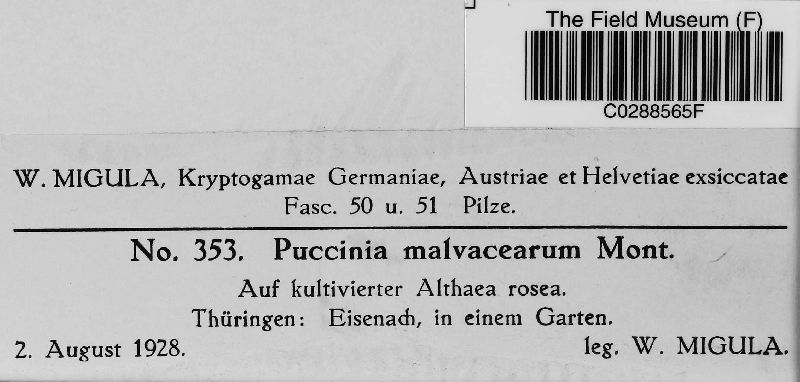 The Field Museum (F)
C0288565F
W. MIGULA, Kryptogamae Germaniae, Austriae et Helvetiae exsiccatae
Fasc. 50 u. 51 Pilze.
No. 353. Puccinia malvacearum Mont.
Auf kultivierter Althaea rosea.
Thüringen: Eisenach, in einem Garten.
2. August 1928. leg. W. MIGULA.